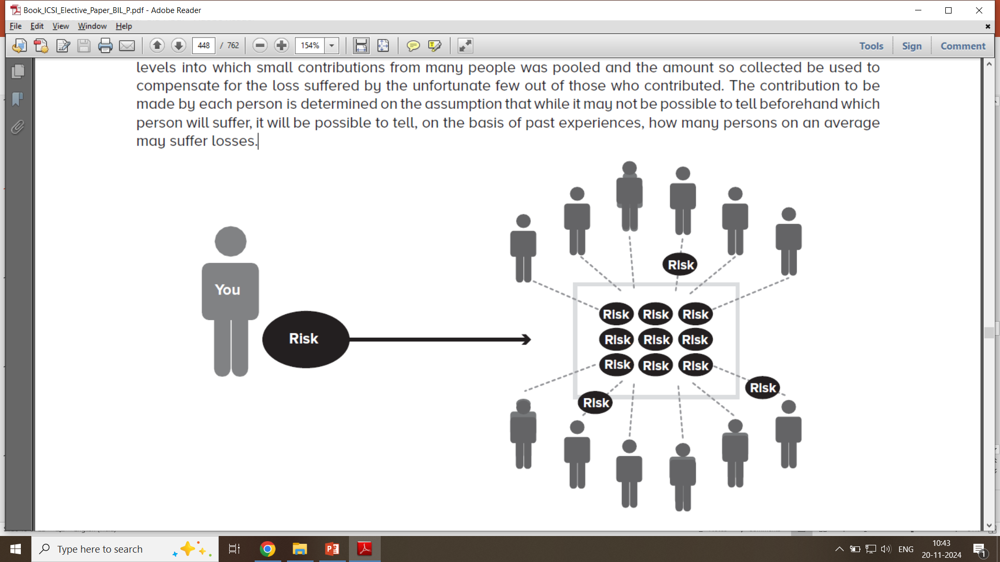 Book_ICSI_Elective_Paper_BIL_P.pdf - Adobe Reader
File Edit View Window Help
448 / 762 154% Tools Sign Comment
levels into which small contributions from many people was pooled and the amount so collected be used to
compensate for the loss suffered by the unfortunate few out of those who contributed. The contribution to be
made by each person is determined on the assumption that while it may not be possible to tell beforehand which
person will suffer, it will be possible to tell, on the basis of past experiences, how many persons on an average
may suffer losses.
Risk
You
Risk
Risk Risk Risk
Risk Risk Risk
Risk Risk Risk
Risk
Risk
Type here to search
ENG
10:43
20-11-2024
1